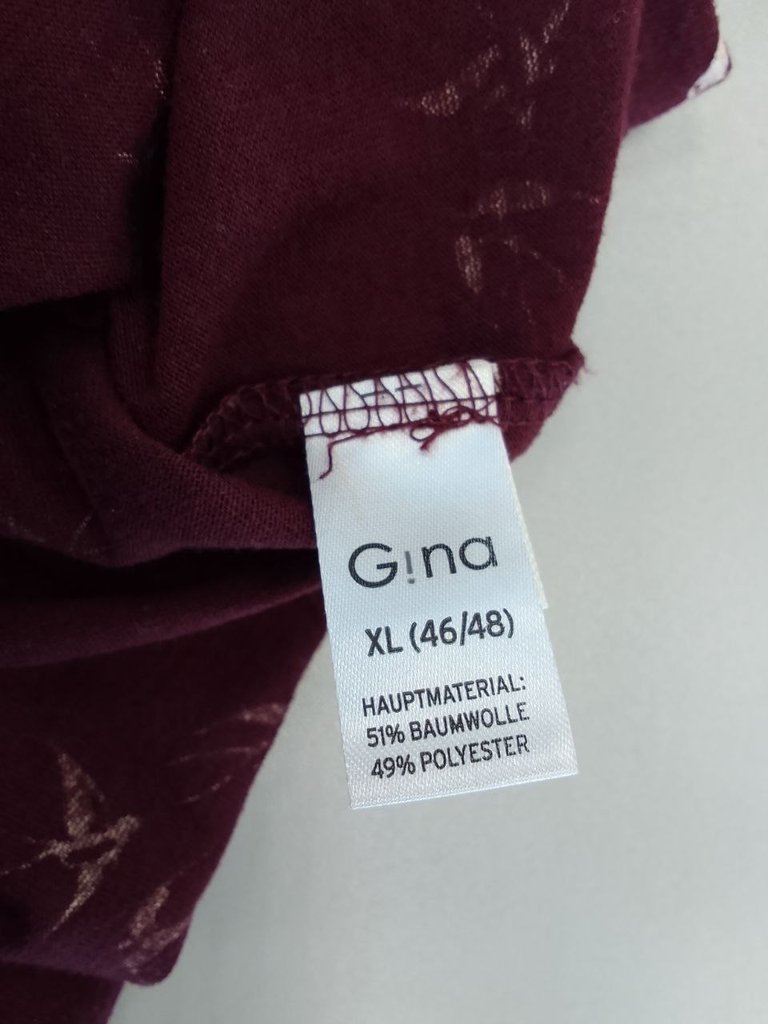 G!na
XL (46/48)
HAUPTMATERIAL:
51% BAUMWOLLE
49% POLYESTER